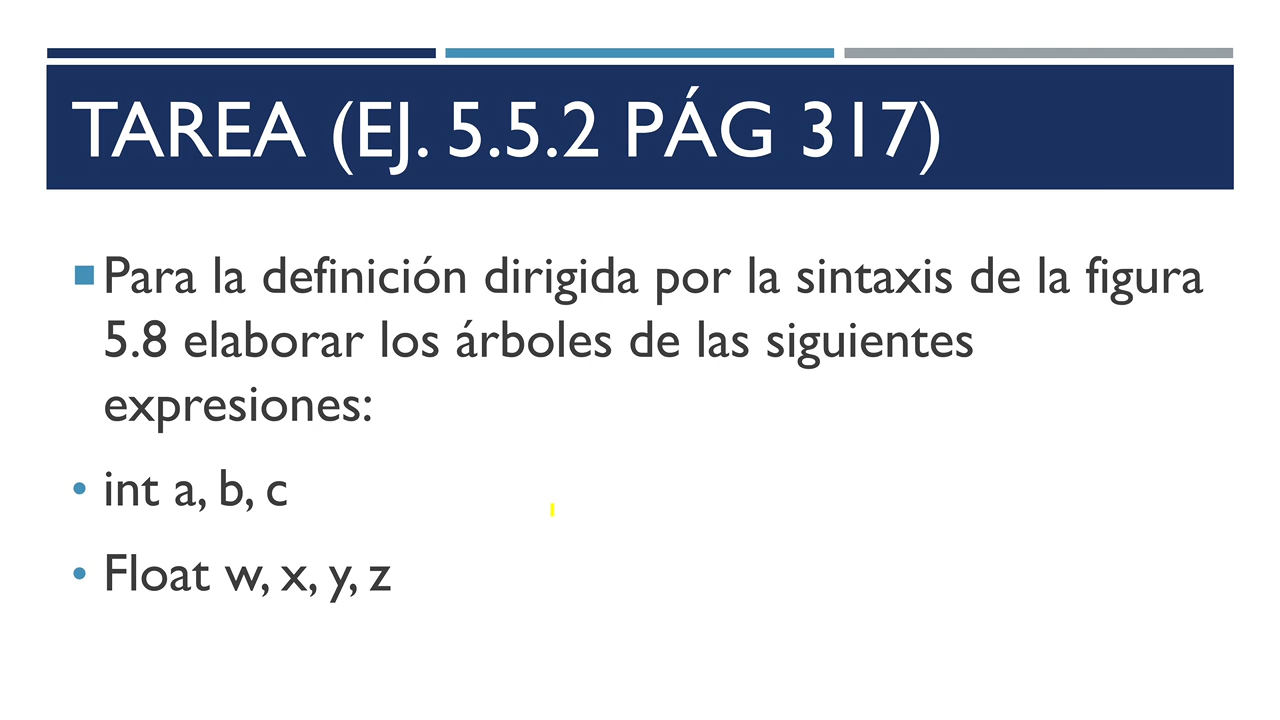 TAREA (EJ. 5.5.2 PÁG 317)
Para la definición dirigida por la sintaxis de la figura
5.8 elaborar los árboles de las siguientes
expresiones:
• int a, b, c
• Float w, x, y, z